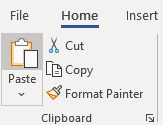 File Home Insert
Cut
Copy
Paste
Format Painter
Clipboard